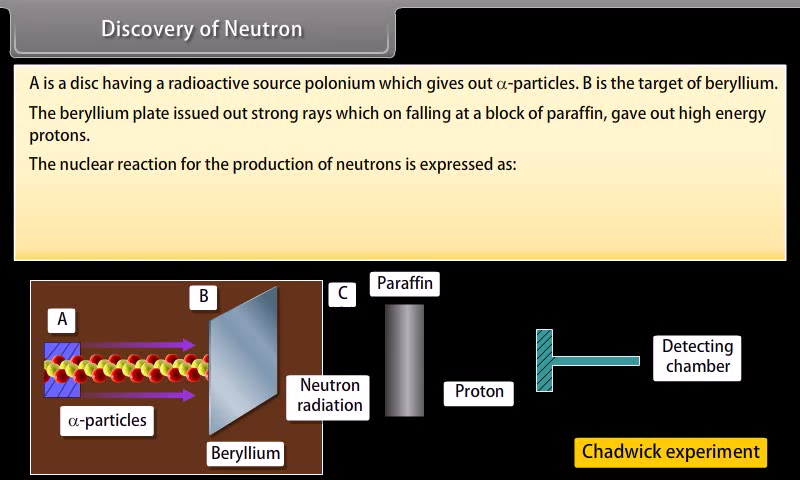 Discovery of Neutron
A is a disc having a radioactive source polonium which gives out α-particles. B is the target of beryllium.
The beryllium plate issued out strong rays which on falling at a block of paraffin, gave out high energy
protons.
The nuclear reaction for the production of neutrons is expressed as:
Paraffin
B
C
A
Detecting
chamber
Neutron
radiation
Proton
α-particles
Beryllium
Chadwick experiment